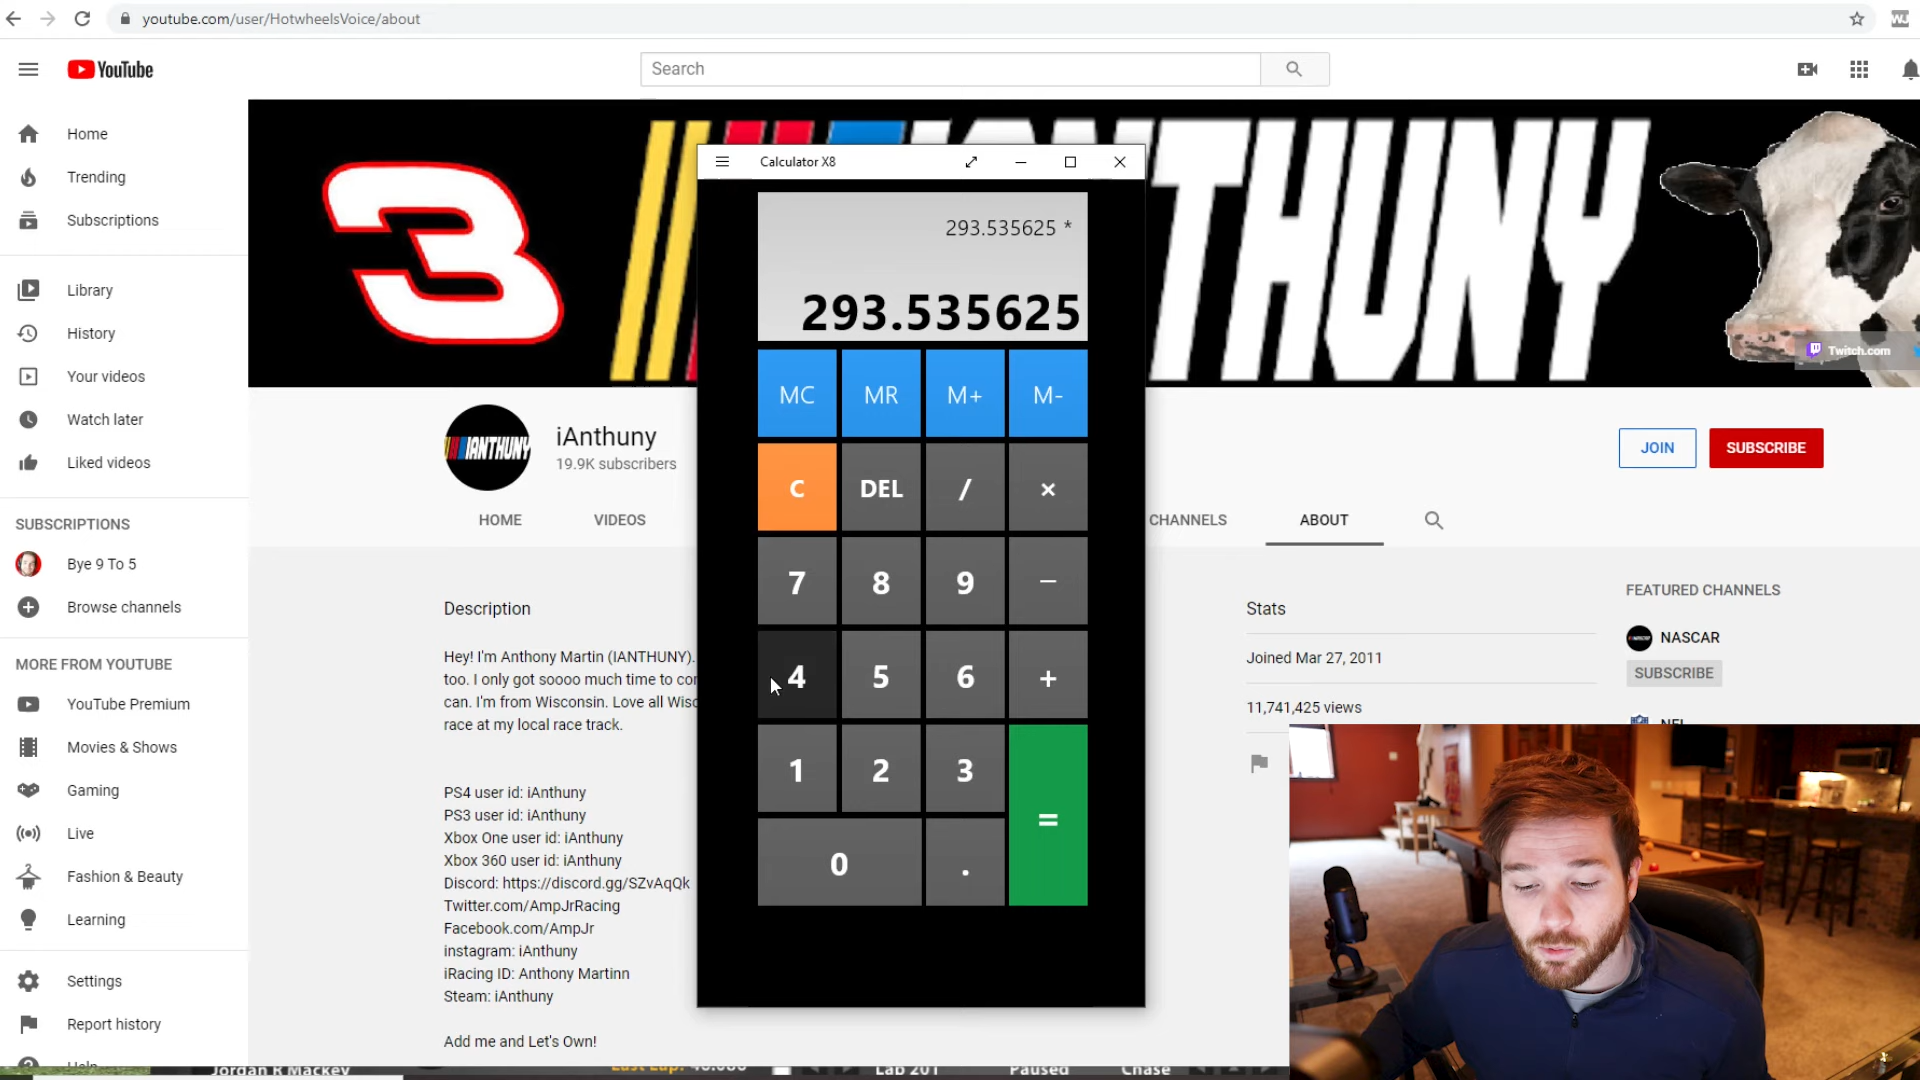 youtube.com/user/HotwheelsVoice/about
YouTube
Search
Home
Trending
Subscriptions
Library
History
Your videos
Watch later
Liked videos
SUBSCRIPTIONS
Bye 9 To 5
Browse channels
MORE FROM YOUTUBE
YouTube Premium
Movies & Shows
Gaming
Live
Fashion & Beauty
Learning
Settings
Report history
Help
3
IANTHUNY
Twitch.com
IANTHUNY
iAnthuny
19.9K subscribers
JOIN
SUBSCRIBE
HOME
VIDEOS
CHANNELS
ABOUT
Calculator X8
293.535625 *
293.535625
MC MR M+ M-
C DEL / ×
7 8 9 −
4 5 6 +
1 2 3 =
0 .
Description
Hey! I'm Anthony Martin (IANTHUNY).
too. I only got soooo much time to
can. I'm from Wisconsin. Love all
race at my local race track.
PS4 user id: iAnthuny
PS3 user id: iAnthuny
Xbox One user id: iAnthuny
Xbox 360 user id: iAnthuny
Discord: https://discord.gg/SZvAqQk
Twitter.com/AmpJrRacing
Facebook.com/AmpJr
instagram: iAnthuny
iRacing ID: Anthony Martinn
Steam: iAnthuny
Add me and Let's Own!
Stats
Joined Mar 27, 2011
11,741,425 views
FEATURED CHANNELS
NASCAR
SUBSCRIBE
NFL
Jordan R Mackey
Last Lap:
Lab 201
Paused
Chase